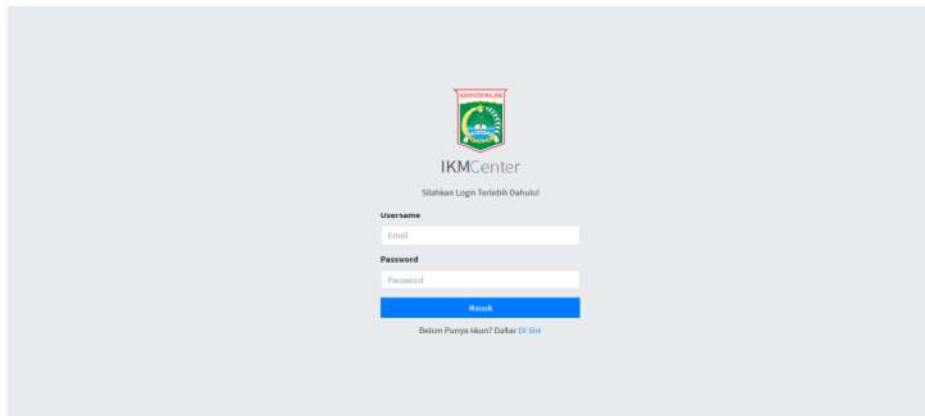 IKMCenter
Silahkan Login Terlebih Dahulu!
Username
Email
Password
Password
Masuk
Belum Punya Akun? Daftar Di Sini